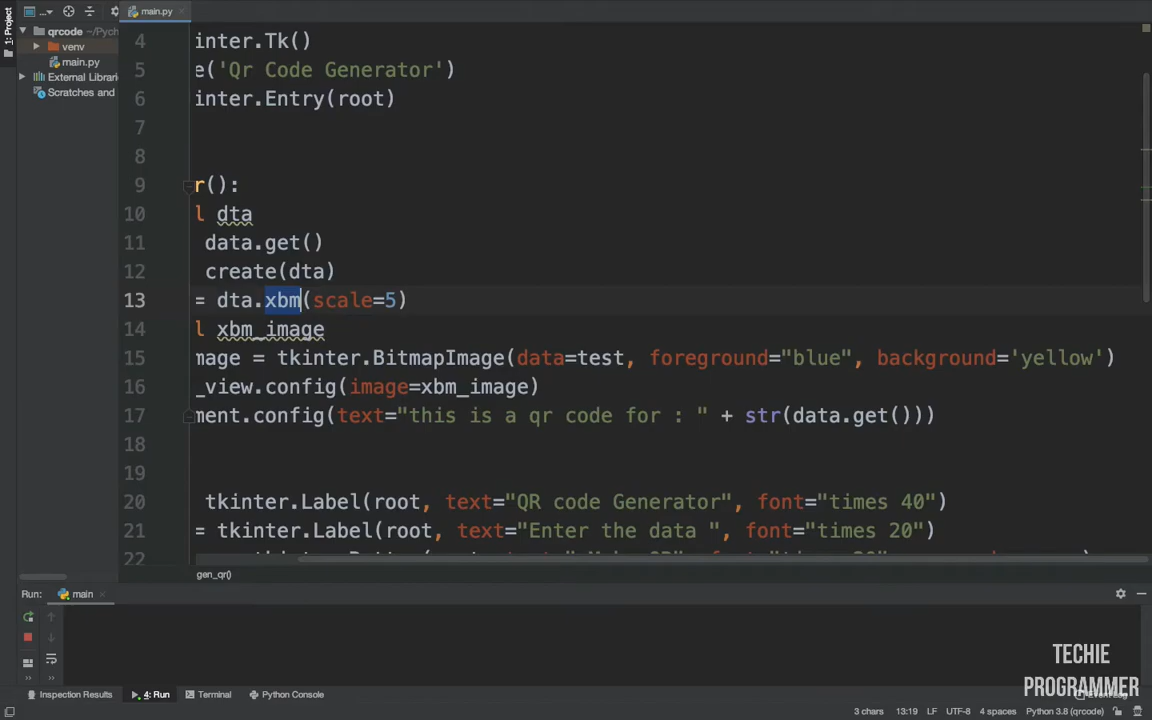 1: Project
...
main.py
qrcode ~/Pych
venv
main.py
External Libraries
Scratches and
4 inter.Tk()
5 e('Qr Code Generator')
6 inter.Entry(root)
7
8
9 r():
10 l dta
11 data.get()
12 create(dta)
13 = dta.xbm(scale=5)
14 l xbm_image
15 mage = tkinter.BitmapImage(data=test, foreground="blue", background='yellow')
16 _view.config(image=xbm_image)
17 ment.config(text="this is a qr code for : " + str(data.get()))
18
19
20 tkinter.Label(root, text="QR code Generator", font="times 40")
21 = tkinter.Label(root, text="Enter the data ", font="times 20")
22
gen_qr()
Run: main
TECHIE
PROGRAMMER
Inspection Results 4: Run Terminal Python Console
3 chars 13:19 LF UTF-8 4 spaces Python 3.8 (qrcode)